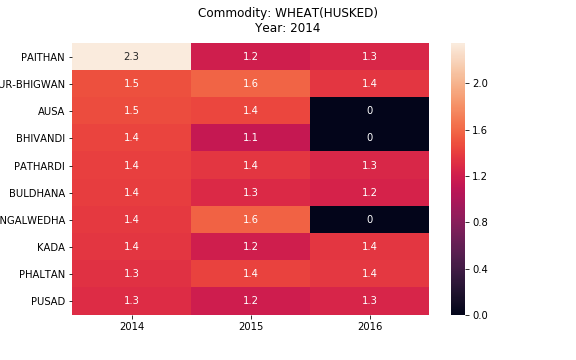 Commodity: WHEAT(HUSKED)
Year: 2014
PAITHAN 2.3 1.2 1.3
UR-BHIGWAN 1.5 1.6 1.4
AUSA 1.5 1.4 0
BHIVANDI 1.4 1.1 0
PATHARDI 1.4 1.4 1.3
BULDHANA 1.4 1.3 1.2
NGALWEDHA 1.4 1.6 0
KADA 1.4 1.2 1.4
PHALTAN 1.3 1.4 1.4
PUSAD 1.3 1.2 1.3
2014 2015 2016
2.0
1.6
1.2
0.8
0.4
0.0